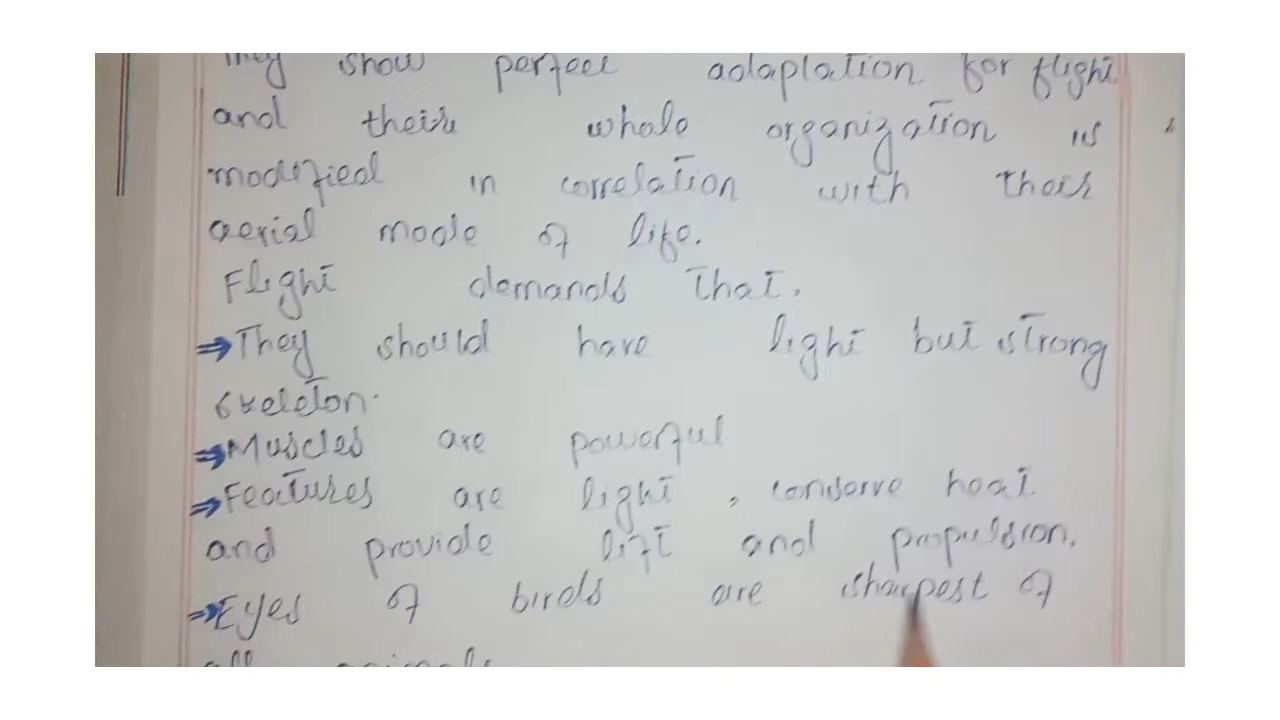 They show perfect adaptation for flight
and their whole organization is
modified in correlation with their
aerial mode of life.
Flight demands that.
⇒They should have light but strong
skeleton.
⇒Muscles are powerful
⇒Features are light, conserve heat
and provide lift and propulsion.
⇒Eyes of birds are sharpest of
all animals